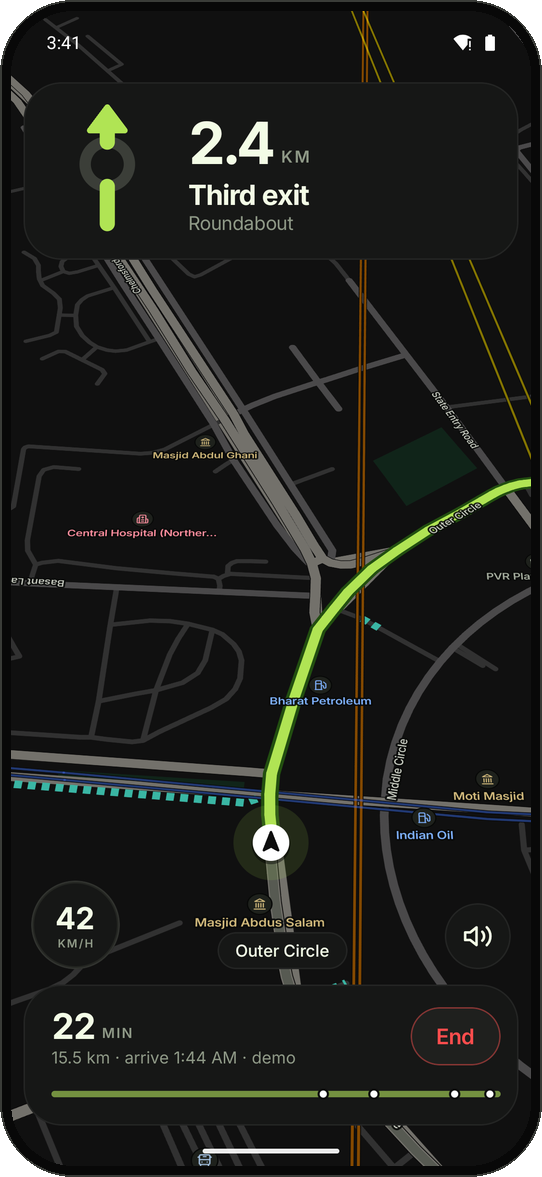 3:41
2.4 KM
Third exit
Roundabout
Chelmsford
State Entry Road
Masjid Abdul Ghani
Outer Circle
Central Hospital (Norther...
PVR Pla
Basant La
Bharat Petroleum
Middle Circle
Moti Masjid
Indian Oil
42
KM/H
Masjid Abdus Salam
Outer Circle
22 MIN
End
15.5 km · arrive 1:44 AM · demo